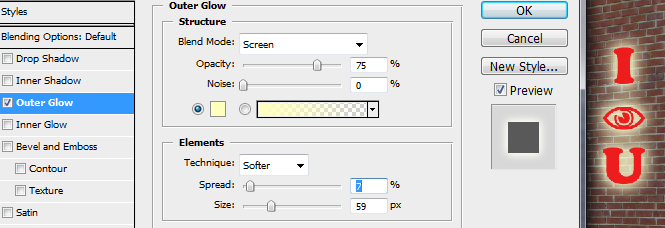 Styles
Blending Options: Default
Drop Shadow
Inner Shadow
Outer Glow
Inner Glow
Bevel and Emboss
Contour
Texture
Satin
Outer Glow
Structure
Blend Mode: Screen
Opacity: 75 %
Noise: 0 %
Elements
Technique: Softer
Spread: 7 %
Size: 59 px
OK
Cancel
New Style...
Preview
I
U